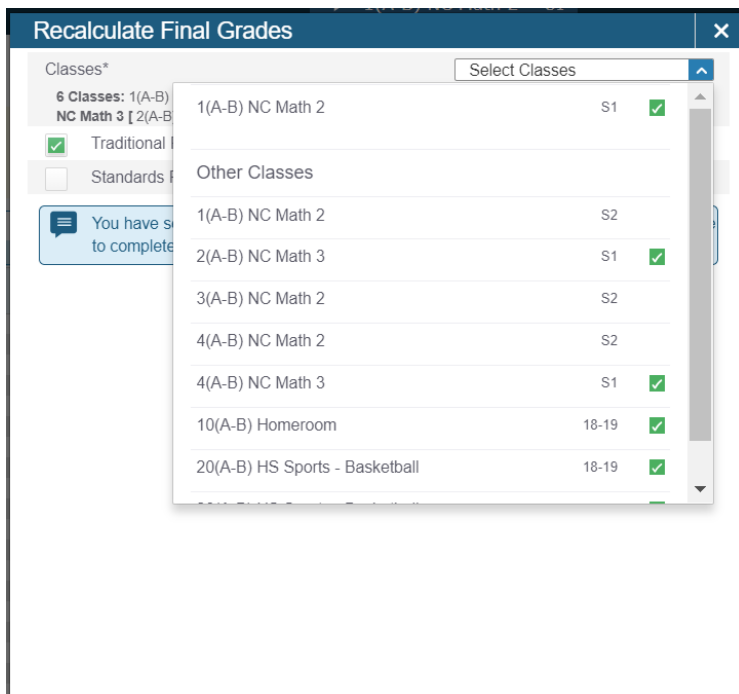 Recalculate Final Grades
Classes*
Select Classes
6 Classes: 1(A-B)
NC Math 3 [ 2(A-B
Traditional
Standards
You have s
to complete
1(A-B) NC Math 2 S1
Other Classes
1(A-B) NC Math 2 S2
2(A-B) NC Math 3 S1
3(A-B) NC Math 2 S2
4(A-B) NC Math 2 S2
4(A-B) NC Math 3 S1
10(A-B) Homeroom 18-19
20(A-B) HS Sports - Basketball 18-19